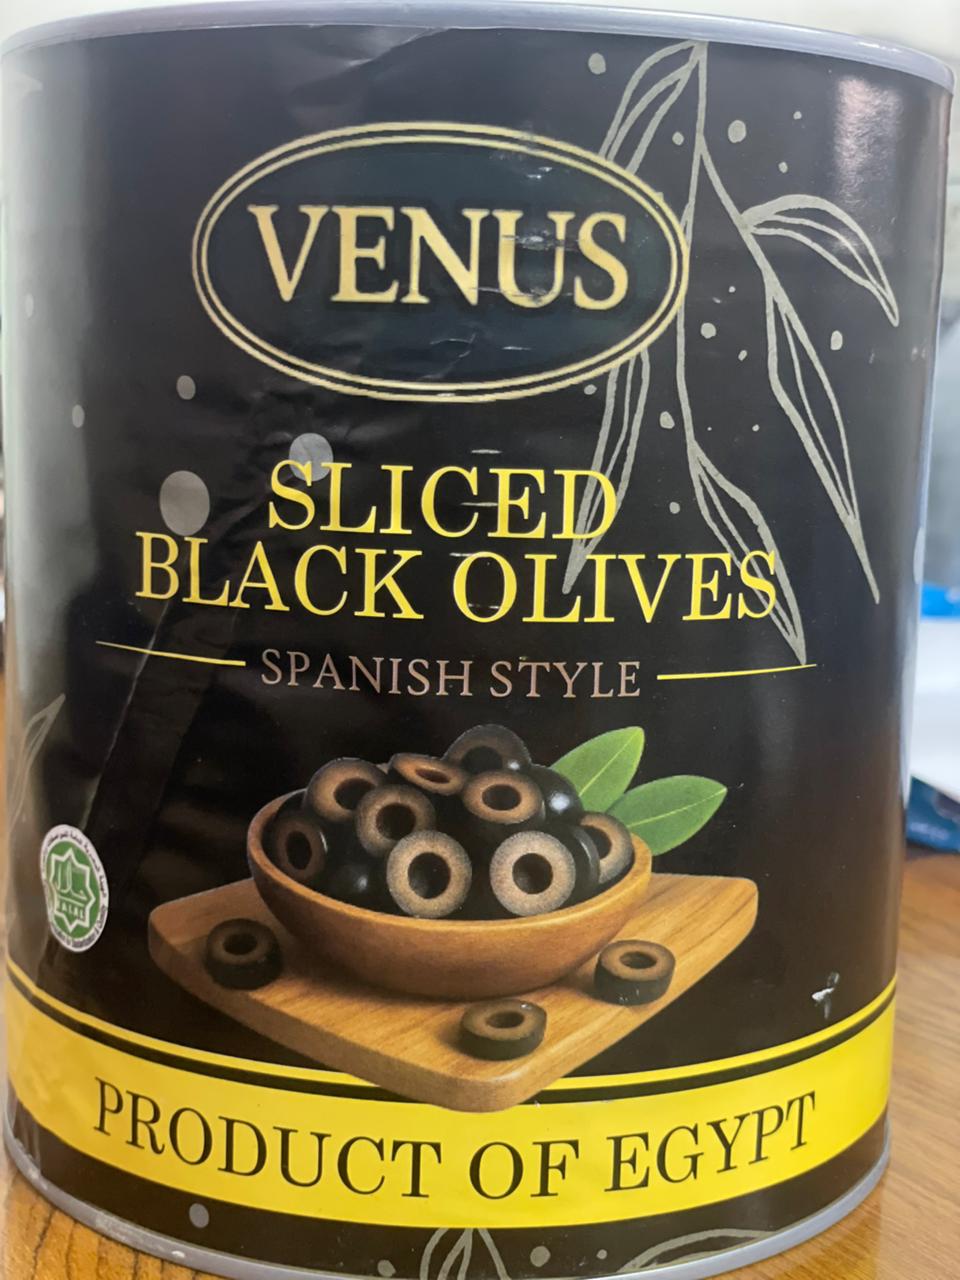 VENUS
SLICED
BLACK OLIVES
SPANISH STYLE
PRODUCT OF EGYPT